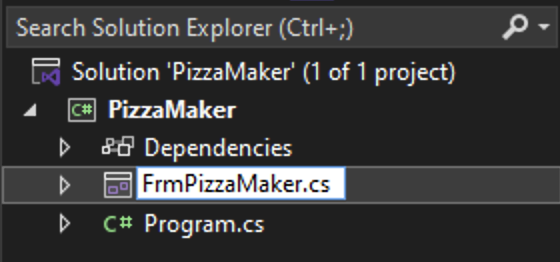 Search Solution Explorer (Ctrl+;)
Solution 'PizzaMaker' (1 of 1 project)
C# PizzaMaker
Dependencies
FrmPizzaMaker.cs
C# Program.cs